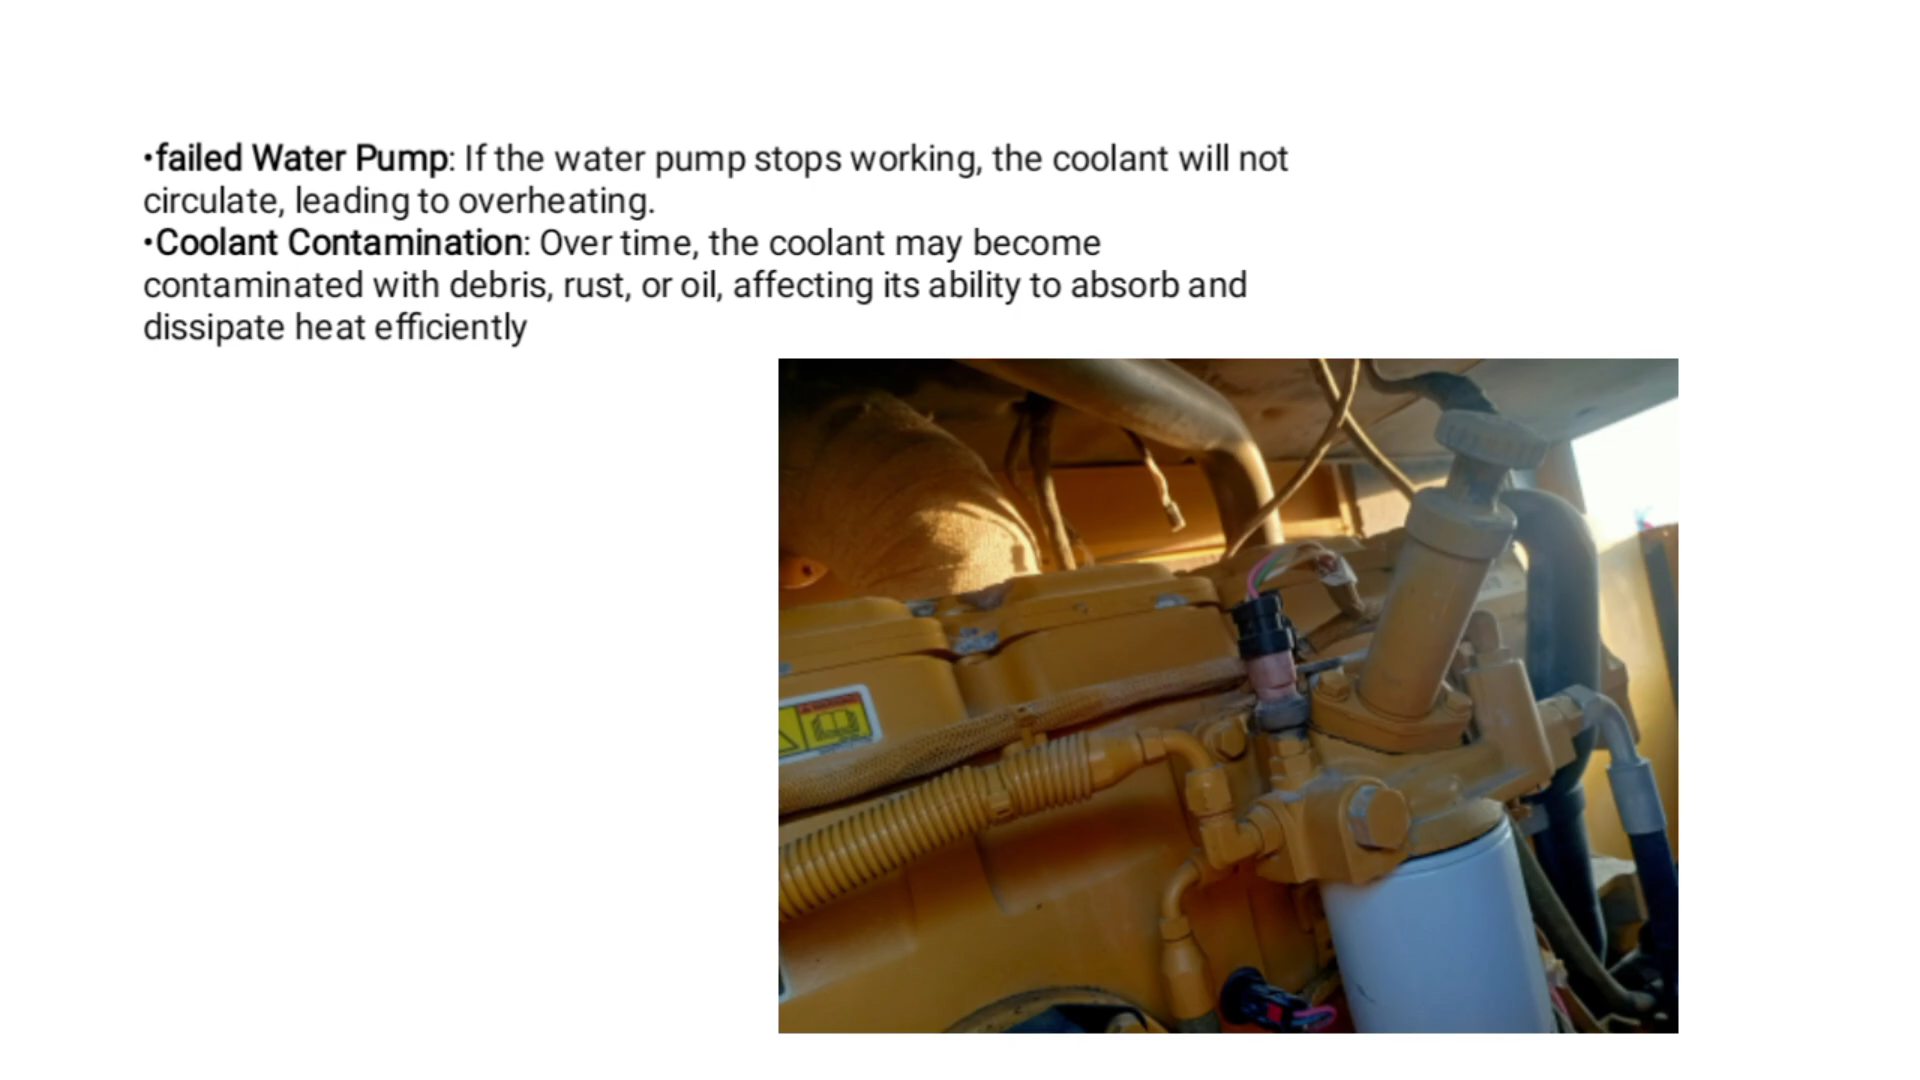 •failed Water Pump: If the water pump stops working, the coolant will not
circulate, leading to overheating.
•Coolant Contamination: Over time, the coolant may become
contaminated with debris, rust, or oil, affecting its ability to absorb and
dissipate heat efficiently